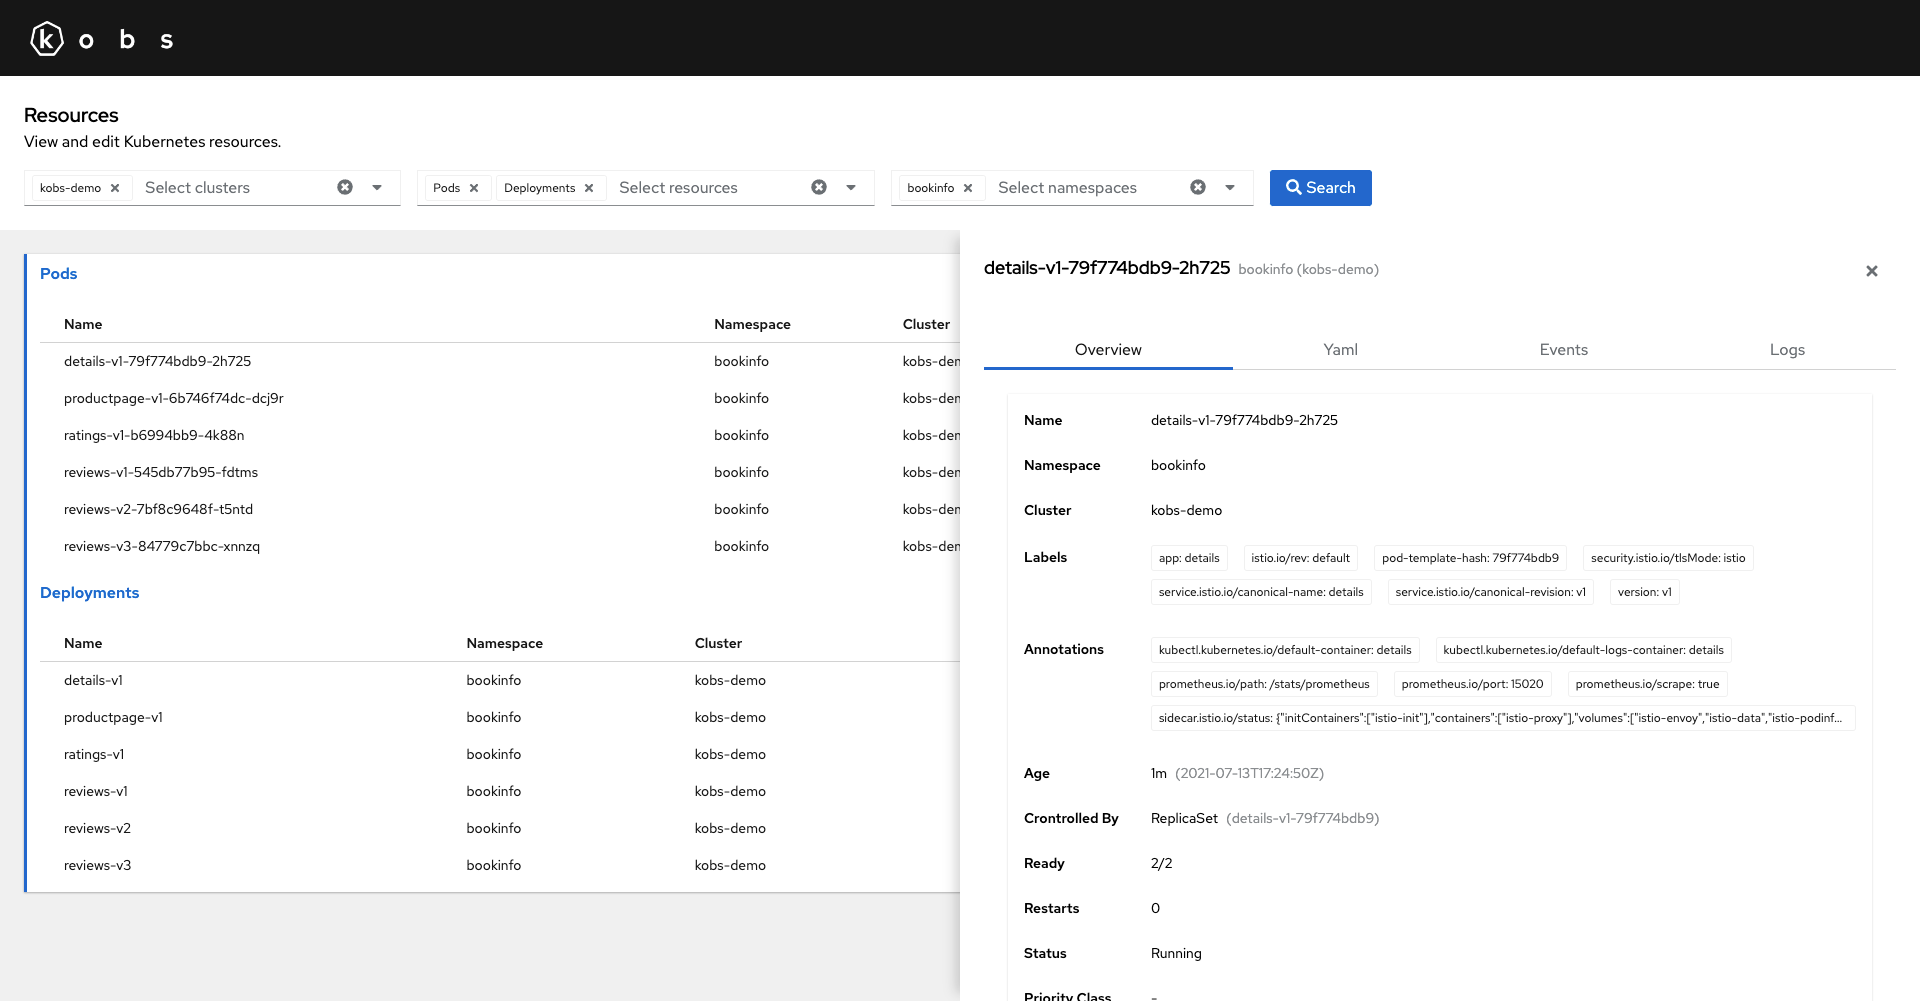 k o b s
Resources
View and edit Kubernetes resources.
kobs-demo Select clusters Pods Deployments Select resources bookinfo Select namespaces Search
Pods
Name Namespace Cluster
details-v1-79f774bdb9-2h725 bookinfo kobs-den
productpage-v1-6b746f74dc-dcj9r bookinfo kobs-den
ratings-v1-b6994bb9-4k88n bookinfo kobs-den
reviews-v1-545db77b95-fdtms bookinfo kobs-den
reviews-v2-7bf8c9648f-t5ntd bookinfo kobs-den
reviews-v3-84779c7bbc-xnnzq bookinfo kobs-den
Deployments
Name Namespace Cluster
details-v1 bookinfo kobs-demo
productpage-v1 bookinfo kobs-demo
ratings-v1 bookinfo kobs-demo
reviews-v1 bookinfo kobs-demo
reviews-v2 bookinfo kobs-demo
reviews-v3 bookinfo kobs-demo
details-v1-79f774bdb9-2h725 bookinfo (kobs-demo)
Overview Yaml Events Logs
Name details-v1-79f774bdb9-2h725
Namespace bookinfo
Cluster kobs-demo
Labels app: details istio.io/rev: default pod-template-hash: 79f774bdb9 security.istio.io/tlsMode: istio
service.istio.io/canonical-name: details service.istio.io/canonical-revision: v1 version: v1
Annotations kubectl.kubernetes.io/default-container: details kubectl.kubernetes.io/default-logs-container: details
prometheus.io/path: /stats/prometheus prometheus.io/port: 15020 prometheus.io/scrape: true
sidecar.istio.io/status: {"initContainers":["istio-init"],"containers":["istio-proxy"],"volumes":["istio-envoy","istio-data","istio-podinf...
Age 1m (2021-07-13T17:24:50Z)
Crontrolled By ReplicaSet (details-v1-79f774bdb9)
Ready 2/2
Restarts 0
Status Running
Priority Class -